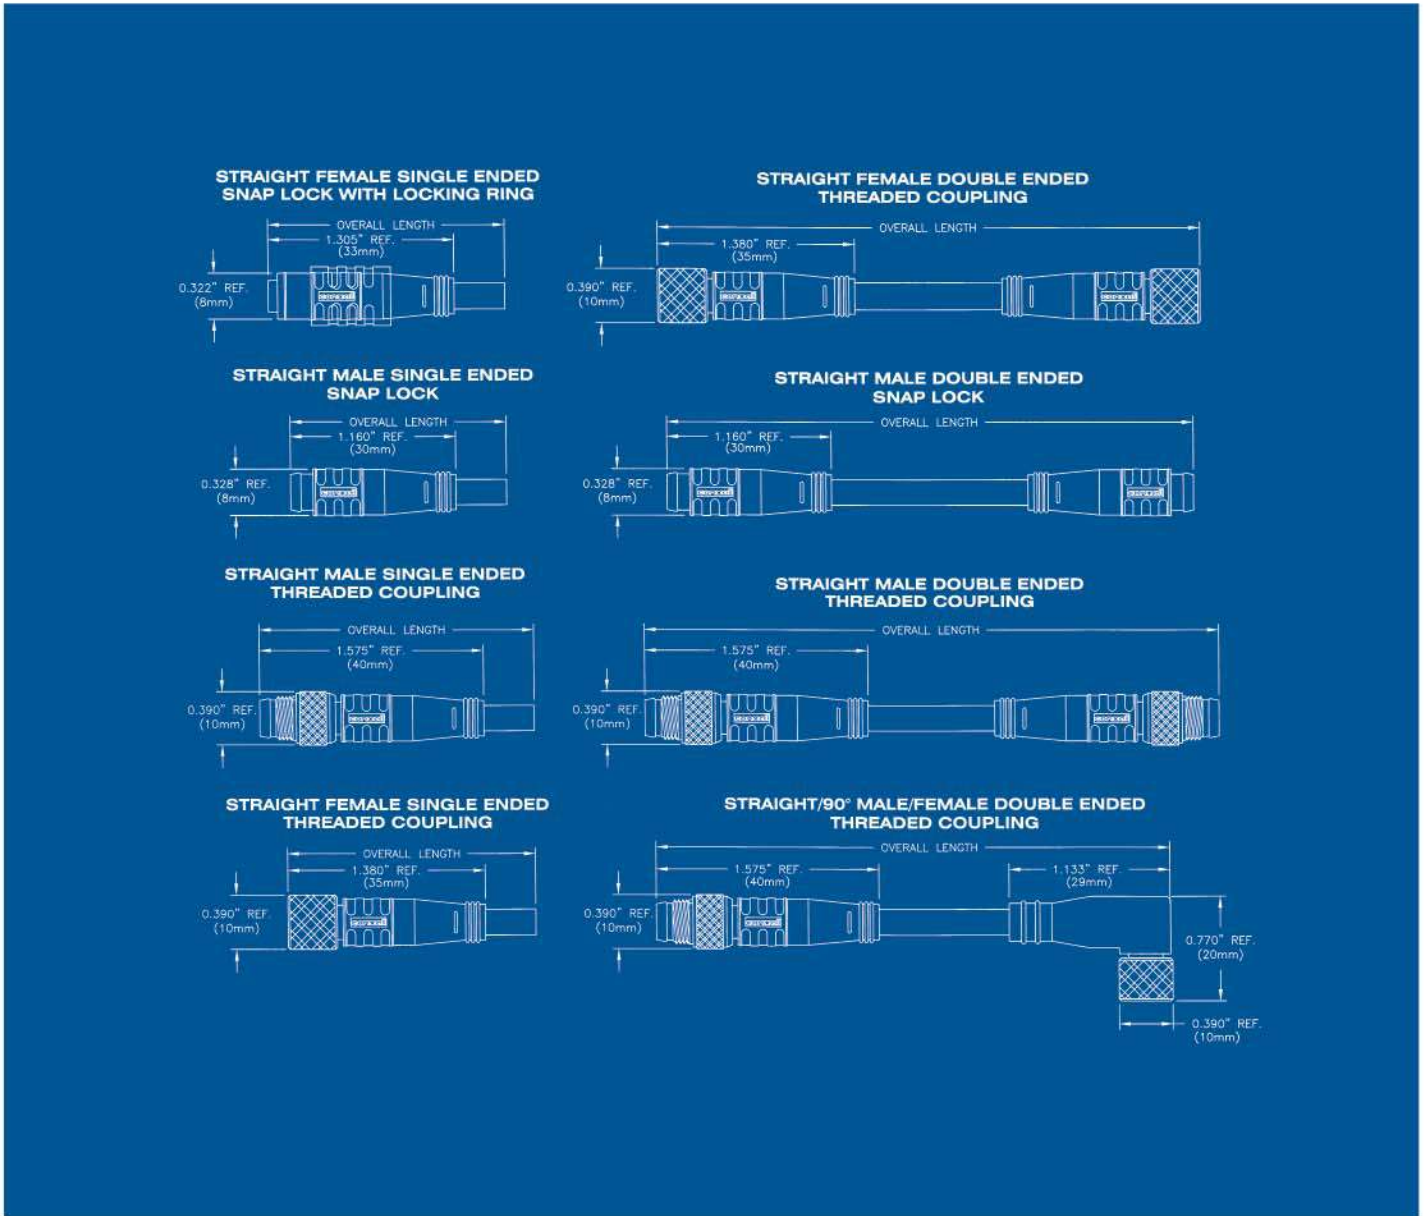 STRAIGHT FEMALE SINGLE ENDED
SNAP LOCK WITH LOCKING RING
OVERALL LENGTH
1.305" REF.
(33mm)
0.322" REF.
(8mm)
STRAIGHT FEMALE DOUBLE ENDED
THREADED COUPLING
OVERALL LENGTH
1.380" REF.
(35mm)
0.390" REF.
(10mm)
STRAIGHT MALE SINGLE ENDED
SNAP LOCK
OVERALL LENGTH
1.160" REF.
(30mm)
0.328" REF.
(8mm)
STRAIGHT MALE DOUBLE ENDED
SNAP LOCK
OVERALL LENGTH
1.160" REF.
(30mm)
0.328" REF.
(8mm)
STRAIGHT MALE SINGLE ENDED
THREADED COUPLING
OVERALL LENGTH
1.575" REF.
(40mm)
0.390" REF.
(10mm)
STRAIGHT MALE DOUBLE ENDED
THREADED COUPLING
OVERALL LENGTH
1.575" REF.
(40mm)
0.390" REF.
(10mm)
STRAIGHT FEMALE SINGLE ENDED
THREADED COUPLING
OVERALL LENGTH
1.380" REF.
(35mm)
0.390" REF.
(10mm)
STRAIGHT/90° MALE/FEMALE DOUBLE ENDED
THREADED COUPLING
OVERALL LENGTH
1.575" REF.
(40mm)
1.133" REF.
(29mm)
0.390" REF.
(10mm)
0.770" REF.
(20mm)
0.390" REF.
(10mm)